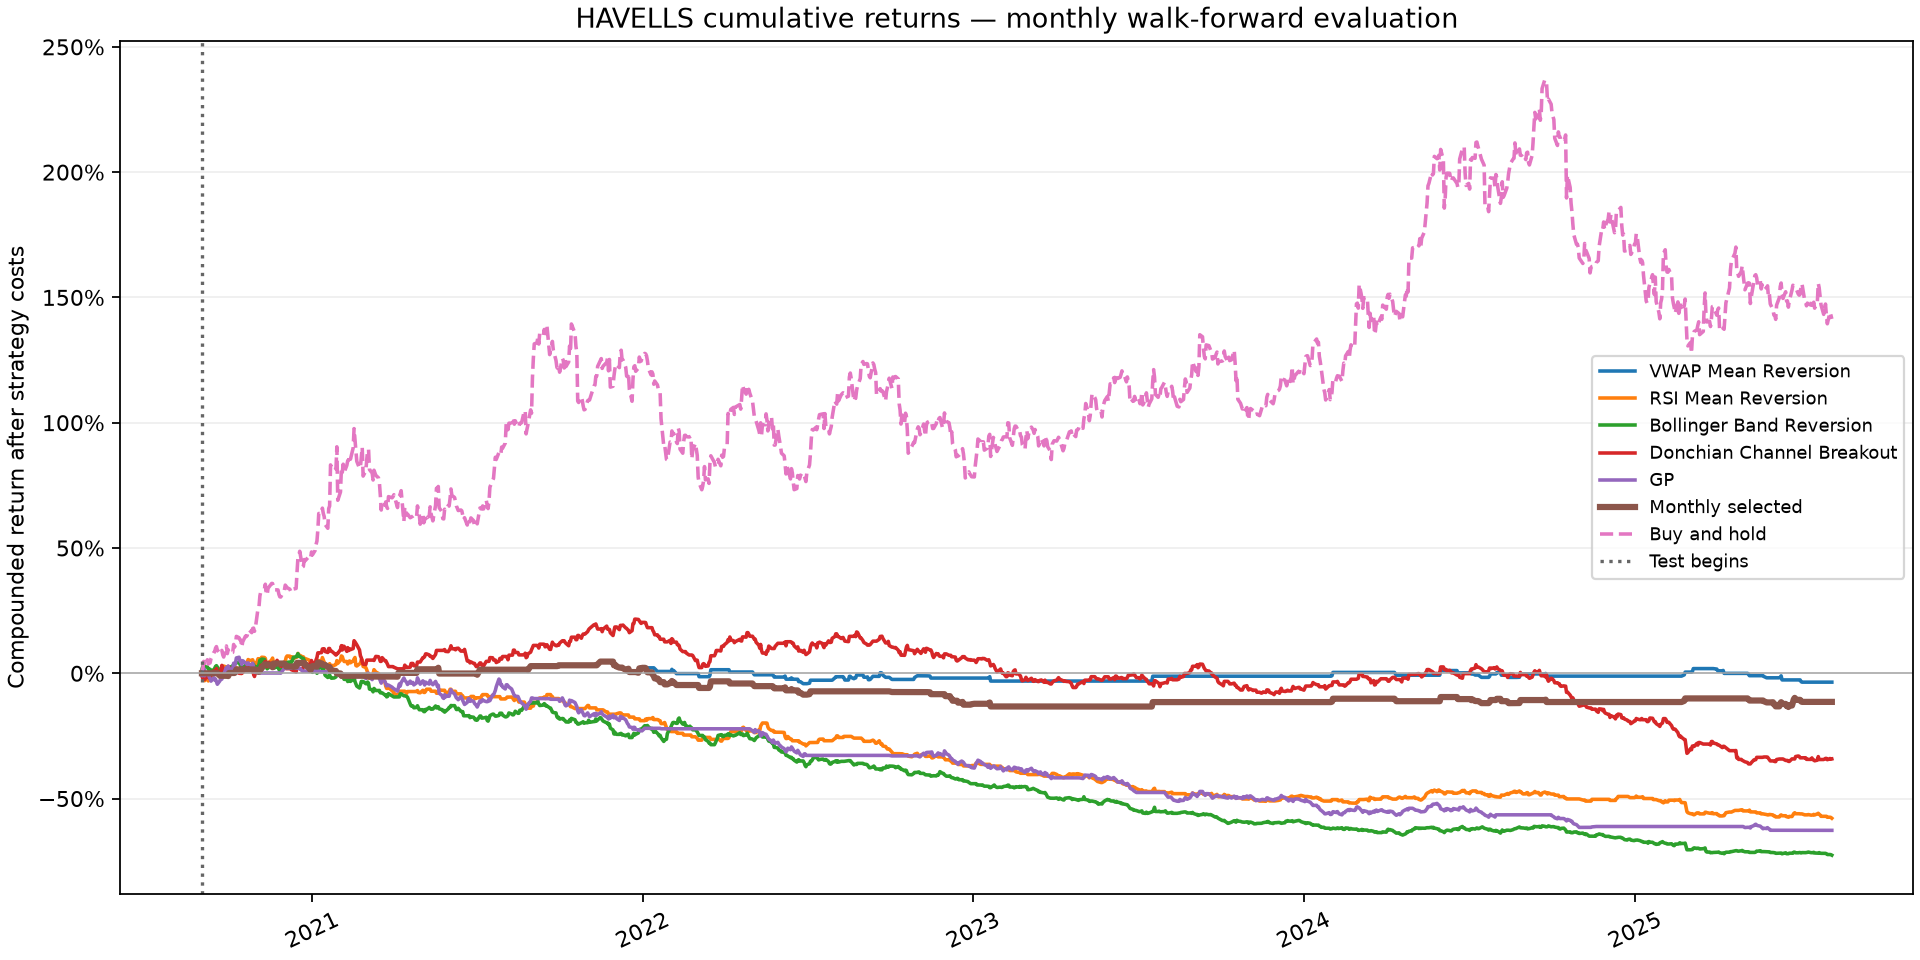 HAVELLS cumulative returns — monthly walk-forward evaluation
Compounded return after strategy costs
250%
200%
150%
100%
50%
0%
−50%
VWAP Mean Reversion
RSI Mean Reversion
Bollinger Band Reversion
Donchian Channel Breakout
GP
Monthly selected
Buy and hold
Test begins
2021
2022
2023
2024
2025